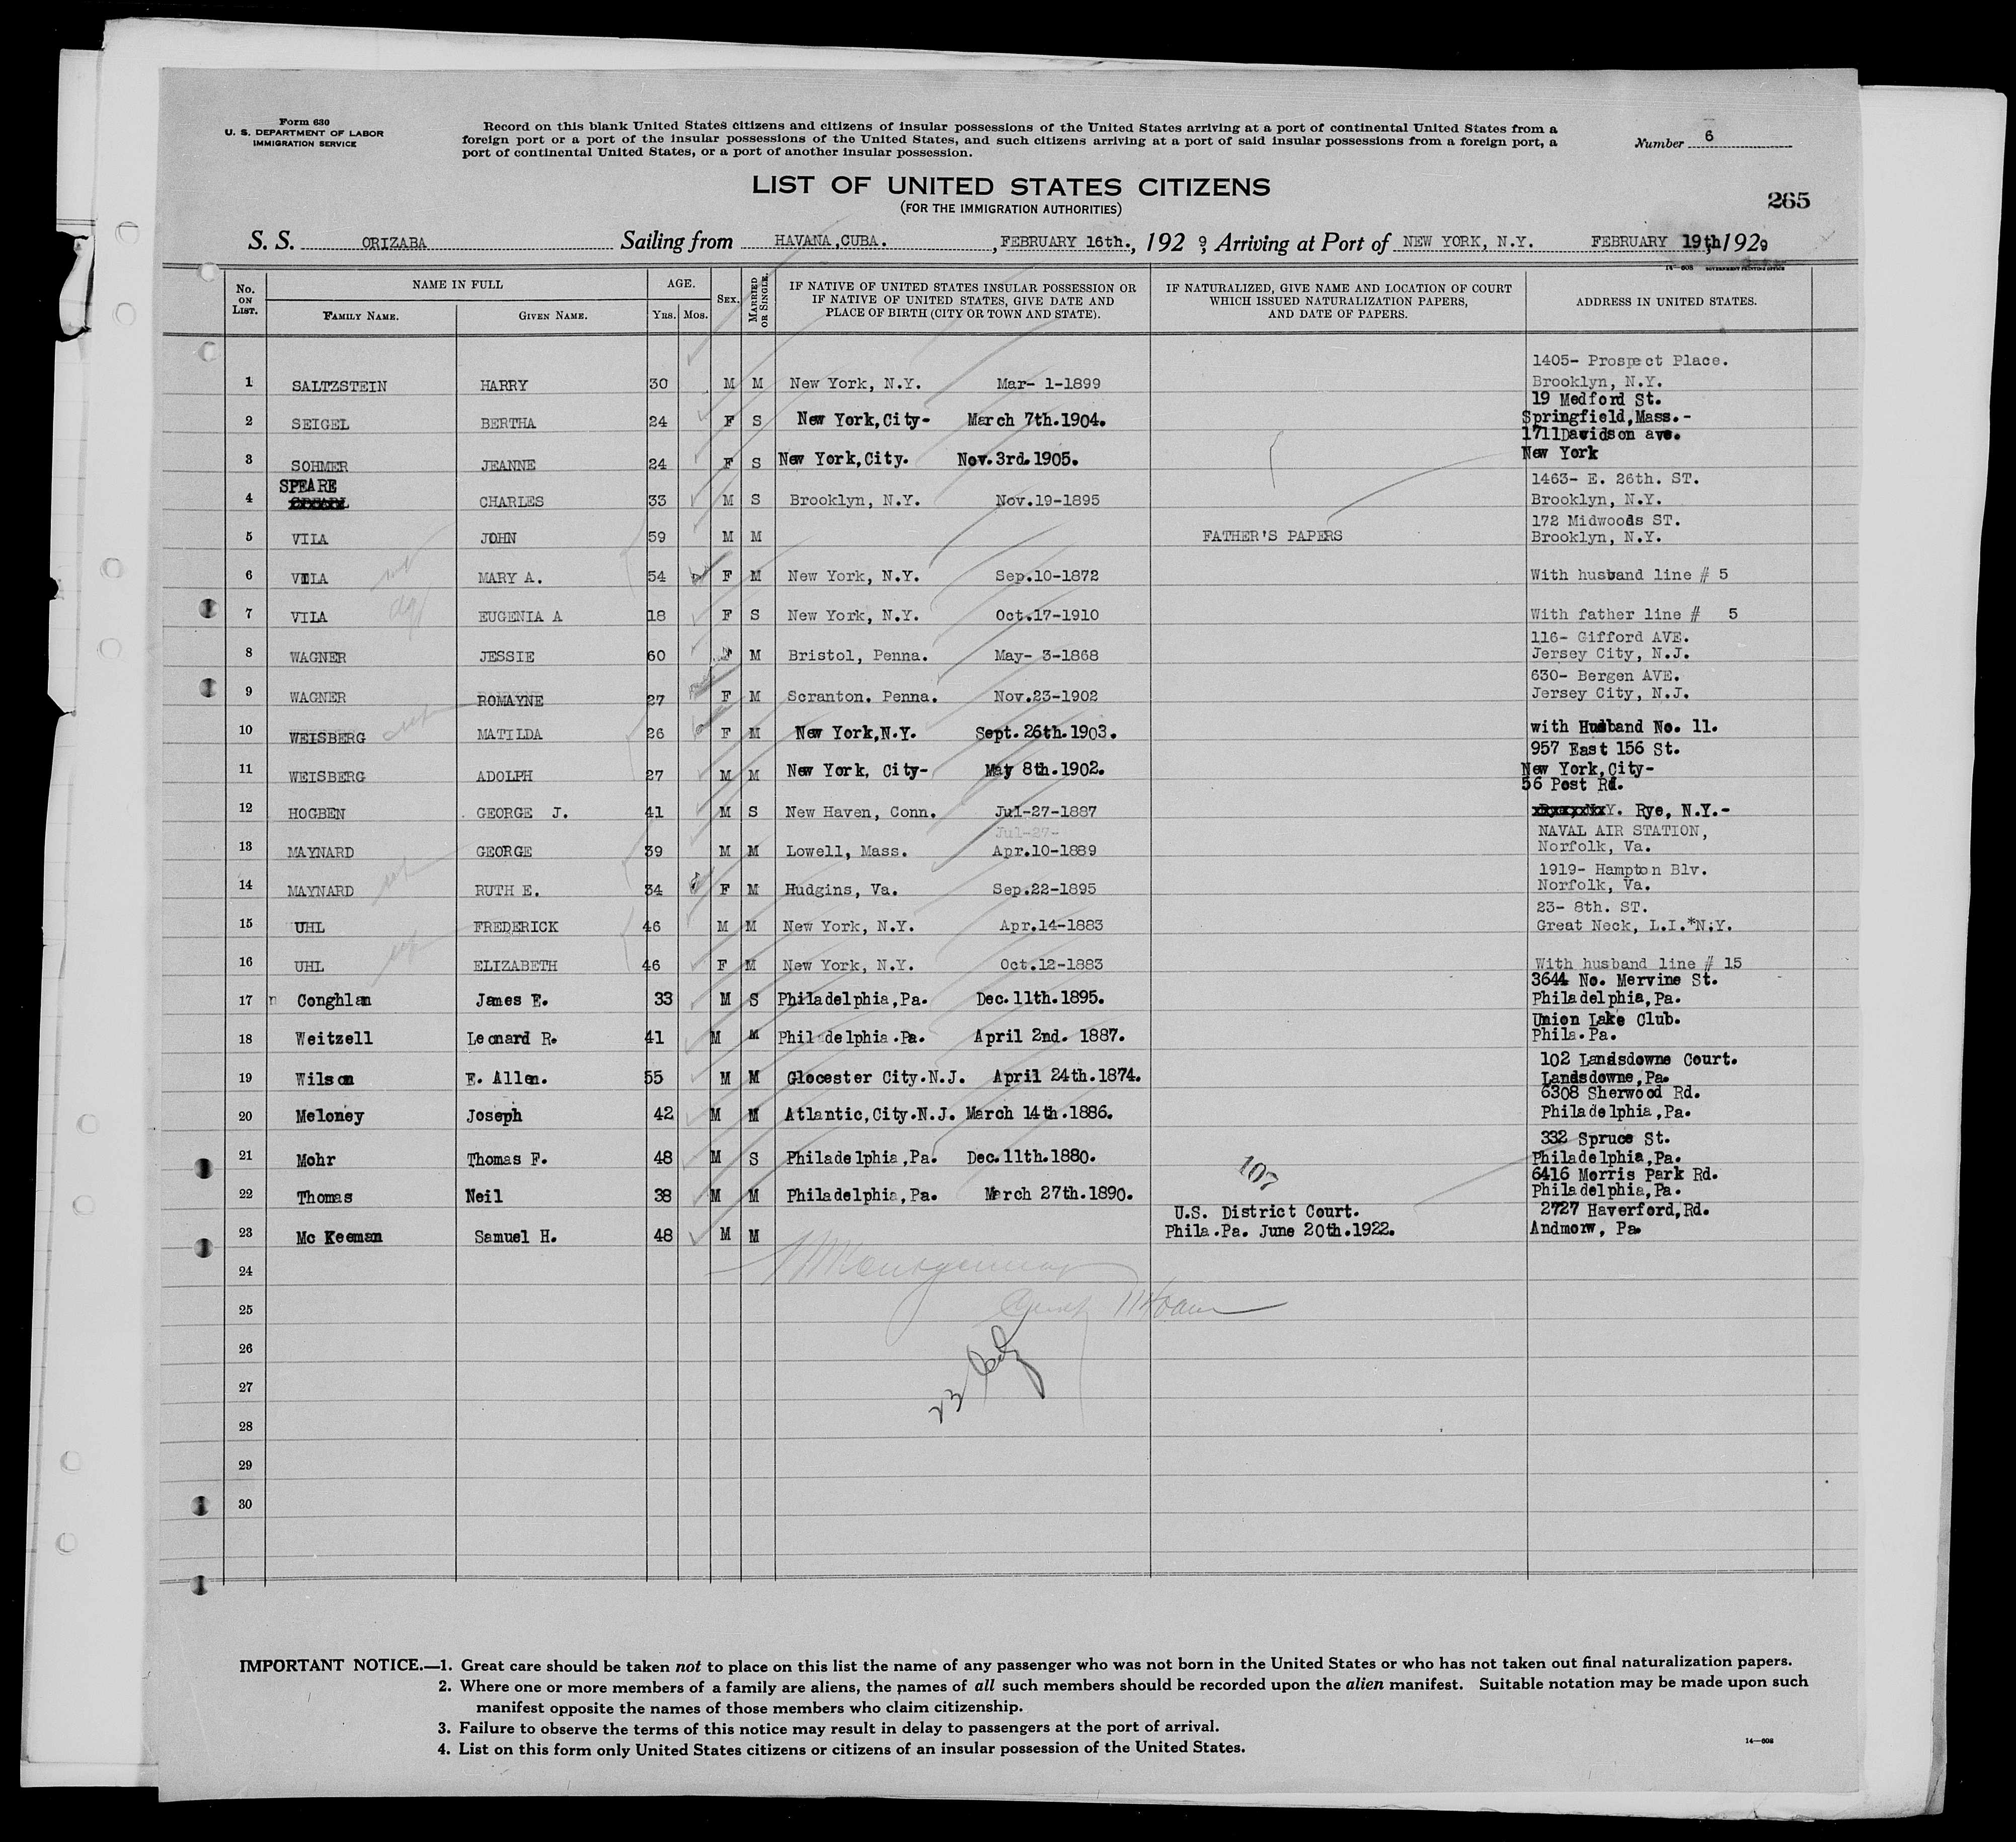 Form 630
U. S. DEPARTMENT OF LABOR
IMMIGRATION SERVICE
Record on this blank United States citizens and citizens of insular possessions of the United States arriving at a port of continental United States from a
foreign port or a port of the insular possessions of the United States, and such citizens arriving at a port of said insular possessions from a foreign port, a
port of continental United States, or a port of another insular possession.
Number 6
LIST OF UNITED STATES CITIZENS
(FOR THE IMMIGRATION AUTHORITIES)
265
S. S. ORIZABA Sailing from HAVANA,CUBA. , FEBRUARY 16th., 192 9, Arriving at Port of NEW YORK, N.Y. FEBRUARY 19th, 1929
14—608 GOVERNMENT PRINTING OFFICE
No. ON LIST. NAME IN FULL AGE. SEX. MARRIED OR SINGLE. IF NATIVE OF UNITED STATES INSULAR POSSESSION OR IF NATIVE OF UNITED STATES, GIVE DATE AND PLACE OF BIRTH (CITY OR TOWN AND STATE). IF NATURALIZED, GIVE NAME AND LOCATION OF COURT WHICH ISSUED NATURALIZATION PAPERS, AND DATE OF PAPERS. ADDRESS IN UNITED STATES.
FAMILY NAME. GIVEN NAME. YRS. MOS.
1405- Prospect Place.
1 SALTZSTEIN HARRY 30 M M New York, N.Y. Mar- 1-1899 Brooklyn, N.Y.
19 Medford St.
2 SEIGEL BERTHA 24 F S New York,City- March 7th.1904. Springfield,Mass.-
1711Davidson ave.
3 SOHMER JEANNE 24 F S New York,City. Nov.3rd.1905. New York
SPEARE 1463- E. 26th. ST.
4 CHARLES 33 M S Brooklyn, N.Y. Nov.19-1895 Brooklyn, N.Y.
172 Midwoods ST.
5 VILA JOHN 59 M M FATHER'S PAPERS Brooklyn, N.Y.
6 VILA MARY A. 54 F M New York, N.Y. Sep.10-1872 With husband line # 5
7 VILA EUGENIA A 18 F S New York, N.Y. Oct.17-1910 With father line # 5
116- Gifford AVE.
8 WAGNER JESSIE 60 F M Bristol, Penna. May- 3-1868 Jersey City, N.J.
630- Bergen AVE.
9 WAGNER ROMAYNE 27 F M Scranton. Penna. Nov.23-1902 Jersey City, N.J.
10 WEISBERG MATILDA 26 F M New York,N.Y. Sept.26th.1903. with Husband No. 11.
957 East 156 St.
11 WEISBERG ADOLPH 27 M M New York, City- May 8th.1902. New York,City-
56 Post Rd.
12 HOGBEN GEORGE J. 41 M S New Haven, Conn. Jul-27-1887 Rye, N.Y.-
Jul-27- NAVAL AIR STATION,
13 MAYNARD GEORGE 39 M M Lowell, Mass. Apr.10-1889 Norfolk, Va.
1919- Hampton Blv.
14 MAYNARD RUTH E. 34 F M Hudgins, Va. Sep.22-1895 Norfolk, Va.
23- 8th. ST.
15 UHL FREDERICK 46 M M New York, N.Y. Apr.14-1883 Great Neck, L.I.*N.Y.
16 UHL ELIZABETH 46 F M New York, N.Y. Oct.12-1883 With husband line # 15
3644 No. Mervine St.
17 n Conghlan James E. 33 M S Philadelphia,Pa. Dec.11th.1895. Philadelphia,Pa.
Union Lake Club.
18 Weitzell Leonard R. 41 M M Philadelphia.Pa. April 2nd. 1887. Phila.Pa.
102 Landsdowne Court.
19 Wilson E. Allen. 55 M M Glocester City.N.J. April 24th.1874. Landsdowne,Pa.
6308 Sherwood Rd.
20 Meloney Joseph 42 M M Atlantic,City.N.J. March 14th.1886. Philadelphia,Pa.
332 Spruce St.
21 Mohr Thomas F. 48 M S Philadelphia,Pa. Dec.11th.1880. Philadelphia,Pa.
107 6416 Morris Park Rd.
22 Thomas Neil 38 M M Philadelphia,Pa. March 27th.1890. Philadelphia,Pa.
U.S. District Court. 2727 Haverford,Rd.
23 Mc Keeman Samuel H. 48 M M Phila.Pa. June 20th.1922. Andmorw, Pa.
24
25
26
27
28
29
30
IMPORTANT NOTICE.—1. Great care should be taken not to place on this list the name of any passenger who was not born in the United States or who has not taken out final naturalization papers.
2. Where one or more members of a family are aliens, the names of all such members should be recorded upon the alien manifest. Suitable notation may be made upon such
manifest opposite the names of those members who claim citizenship.
3. Failure to observe the terms of this notice may result in delay to passengers at the port of arrival.
4. List on this form only United States citizens or citizens of an insular possession of the United States.
14—608